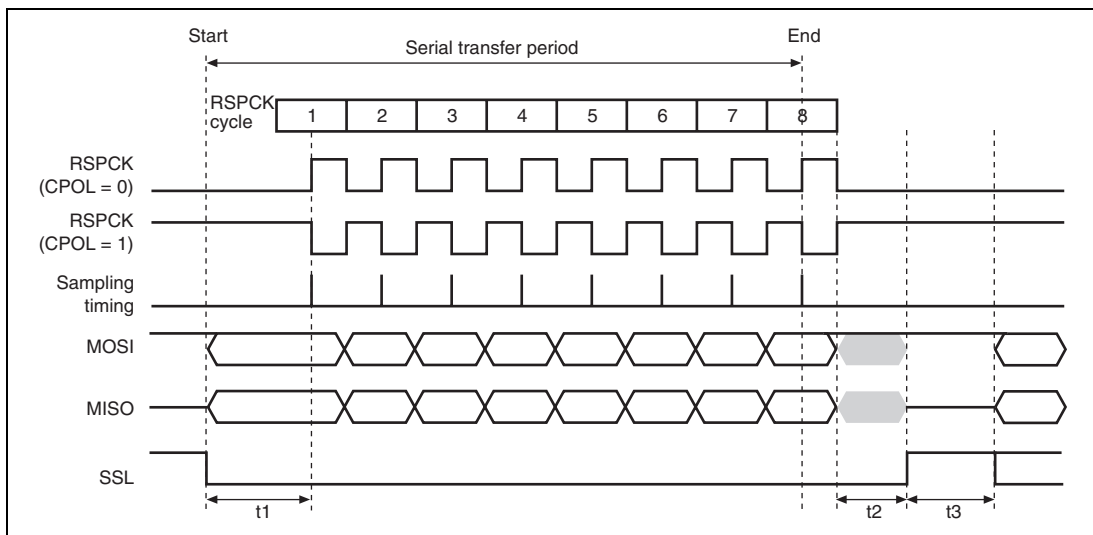 Start
End
Serial transfer period
RSPCK
cycle
1 2 3 4 5 6 7 8
RSPCK
(CPOL = 0)
RSPCK
(CPOL = 1)
Sampling
timing
MOSI
MISO
SSL
t1
t2
t3